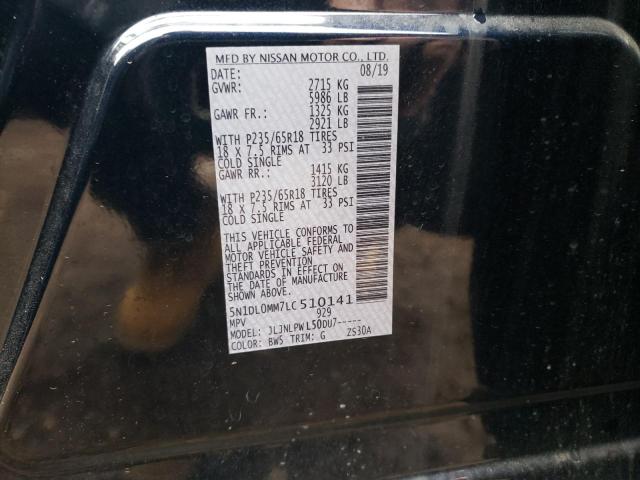 MFD BY NISSAN MOTOR CO., LTD.
DATE: 08/19
GVWR: 2715 KG
5986 LB
GAWR FR.: 1325 KG
2921 LB
WITH P235/65R18 TIRES
18 X 7.5 RIMS AT 33 PSI
COLD SINGLE
GAWR RR.: 1415 KG
3120 LB
WITH P235/65R18 TIRES
18 X 7.5 RIMS AT 33 PSI
COLD SINGLE
THIS VEHICLE CONFORMS TO
ALL APPLICABLE FEDERAL
MOTOR VEHICLE SAFETY AND
THEFT PREVENTION
STANDARDS IN EFFECT ON
THE DATE OF MANUFACTURE
SHOWN ABOVE.
5N1DL0MM7LC510141
MPV 929
MODEL: JLJNLPW L50DU7-----
COLOR: BW5 TRIM: G ZS30A